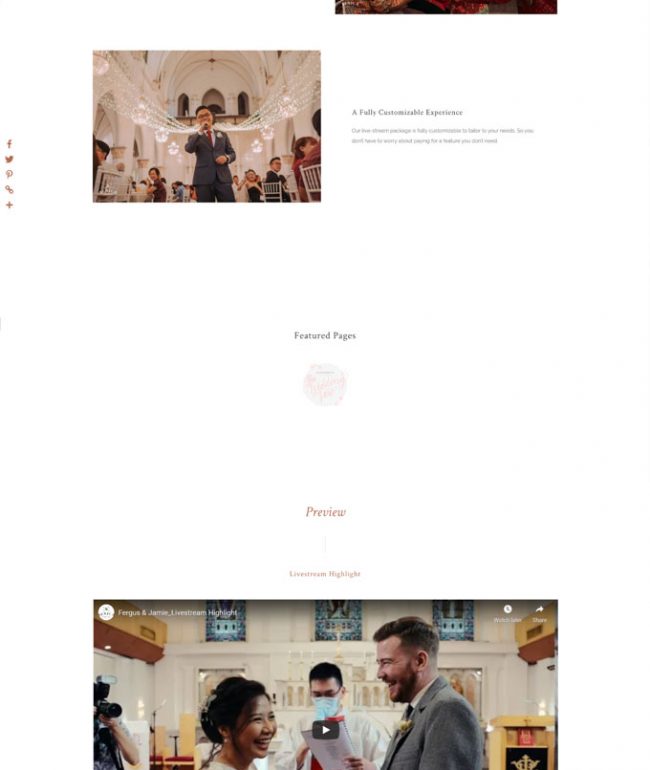 A Fully Customizable Experience
Our live-stream package is fully customizable to tailor to your needs. So you
don't have to worry about paying for a feature you don't need.
Featured Pages
Wedding
Preview
Livestream Highlight
Fergus & Jamie_Livestream Highlight
Watch later
Share